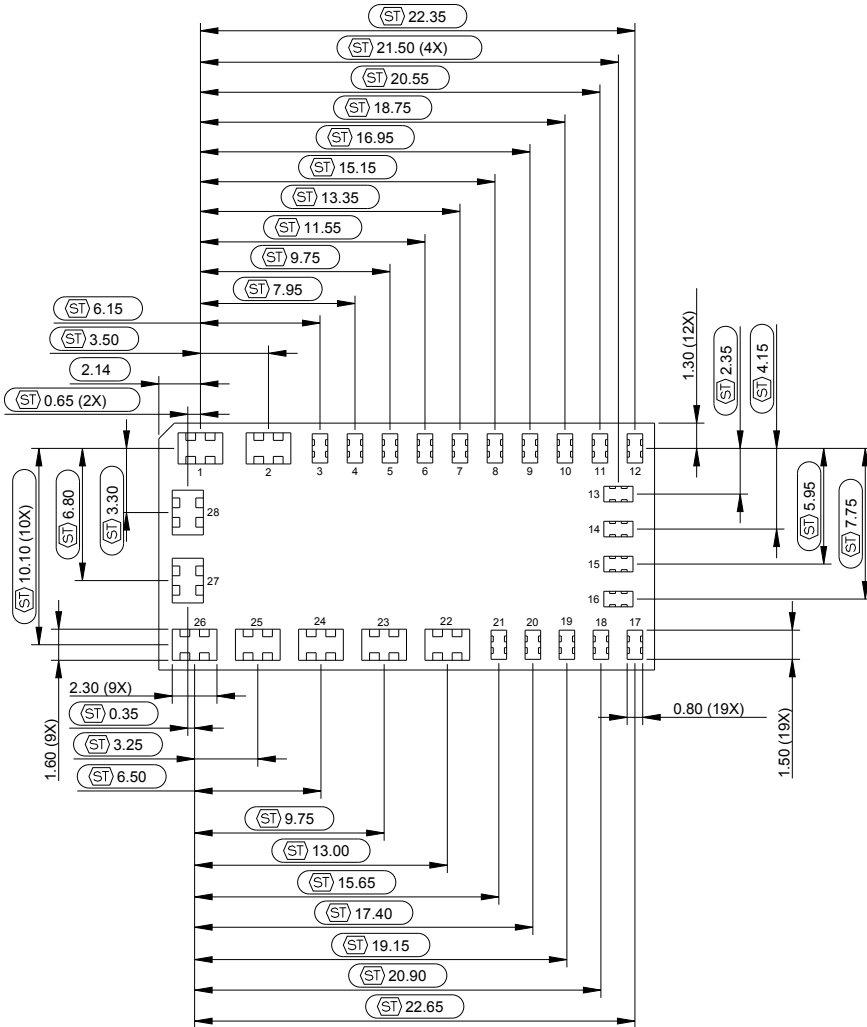 ST 22.35
ST 21.50 (4X)
ST 20.55
ST 18.75
ST 16.95
ST 15.15
ST 13.35
ST 11.55
ST 9.75
ST 7.95
ST 6.15
ST 3.50
2.14
ST 0.65 (2X)
1.30 (12X)
ST 2.35
ST 4.15
1
2
3
4
5
6
7
8
9
10
11
12
13
14
15
16
28
27
ST 10.10 (10X)
ST 6.80
ST 3.30
ST 5.95
ST 7.75
26
25
24
23
22
21
20
19
18
17
2.30 (9X)
1.60 (9X)
0.80 (19X)
1.50 (19X)
ST 0.35
ST 3.25
ST 6.50
ST 9.75
ST 13.00
ST 15.65
ST 17.40
ST 19.15
ST 20.90
ST 22.65